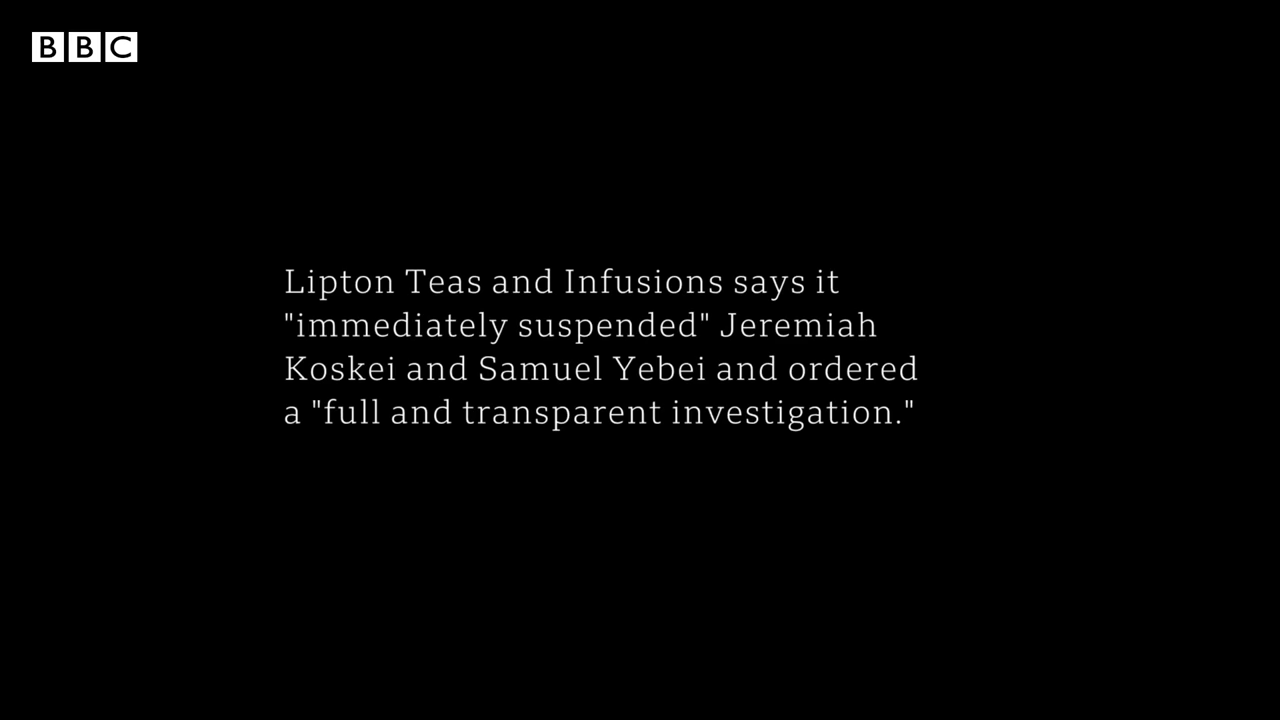 BBC
Lipton Teas and Infusions says it
"immediately suspended" Jeremiah
Koskei and Samuel Yebei and ordered
a "full and transparent investigation."